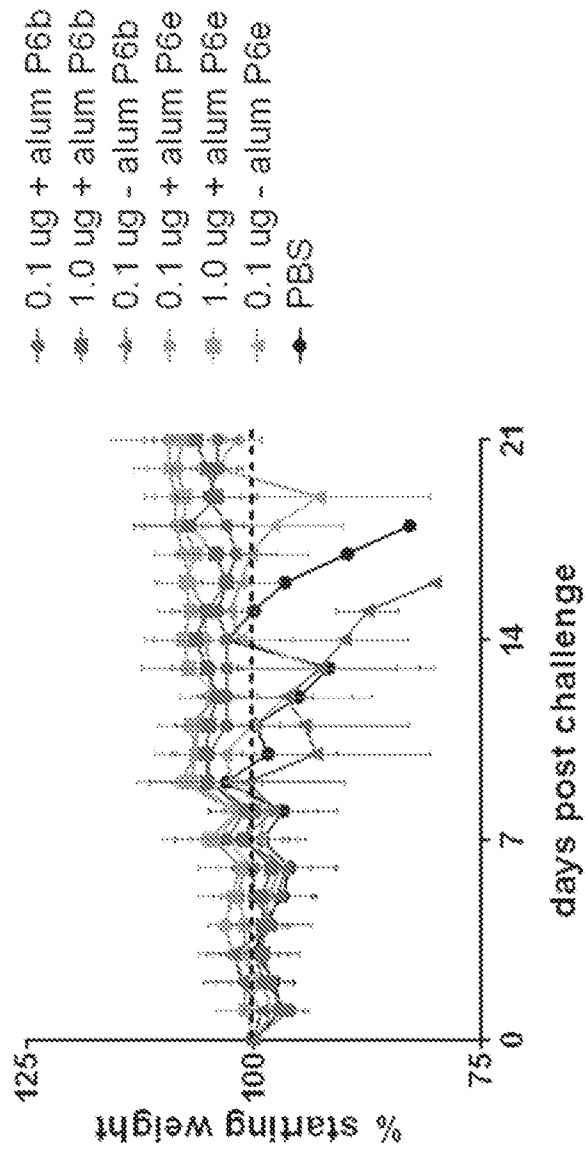 0.1 ug + alum P6b
1.0 ug + alum P6b
0.1 ug - alum P6b
0.1 ug + alum P6e
1.0 ug + alum P6e
0.1 ug - alum P6e
PBS
% starting weight
125
100
75
0
7
14
21
days post challenge